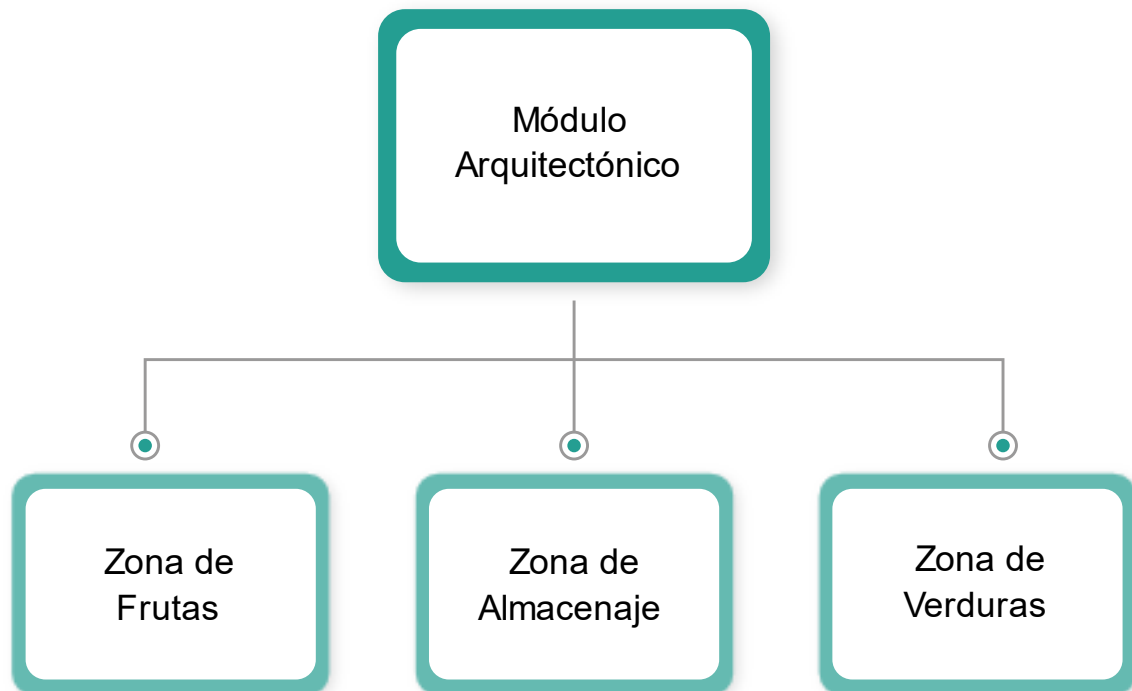 Módulo
Arquitectónico
Zona de
Frutas
Zona de
Almacenaje
Zona de
Verduras